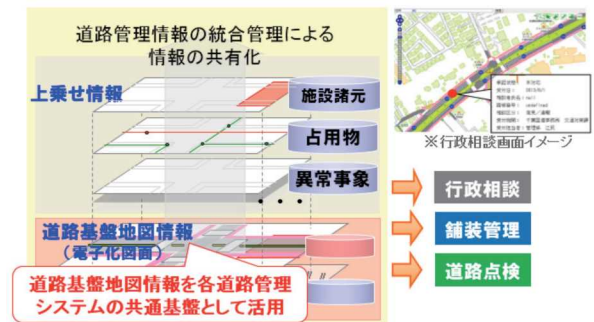 道路管理情報の統合管理による
情報の共有化
上乗せ情報
施設諸元
占用物
異常事象
・・・
道路基盤地図情報
（電子化図面）
道路基盤地図情報を各道路管理
システムの共通基盤として活用
※行政相談画面イメージ
行政相談
舗装管理
道路点検